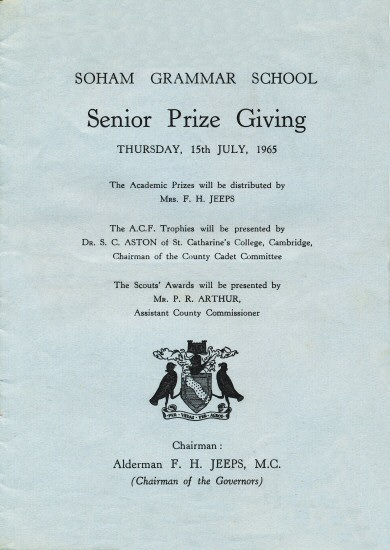 SOHAM GRAMMAR SCHOOL
Senior Prize Giving
THURSDAY, 15th JULY, 1965
The Academic Prizes will be distributed by
Mrs. F. H. JEEPS
The A.C.F. Trophies will be presented by
Dr. S. C. ASTON of St. Catharine's College, Cambridge,
Chairman of the County Cadet Committee
The Scouts' Awards will be presented by
Mr. P. R. ARTHUR,
Assistant County Commissioner
Chairman :
Alderman F. H. JEEPS, M.C.
(Chairman of the Governors)